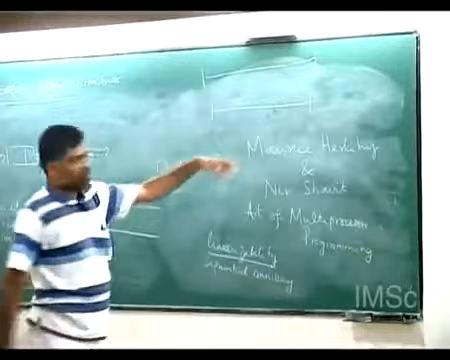 Maurice Herlihy
&
Nir Shavit
Art of Multiprocessor
Programming
Linearizability
Sequential consistency
IMSc